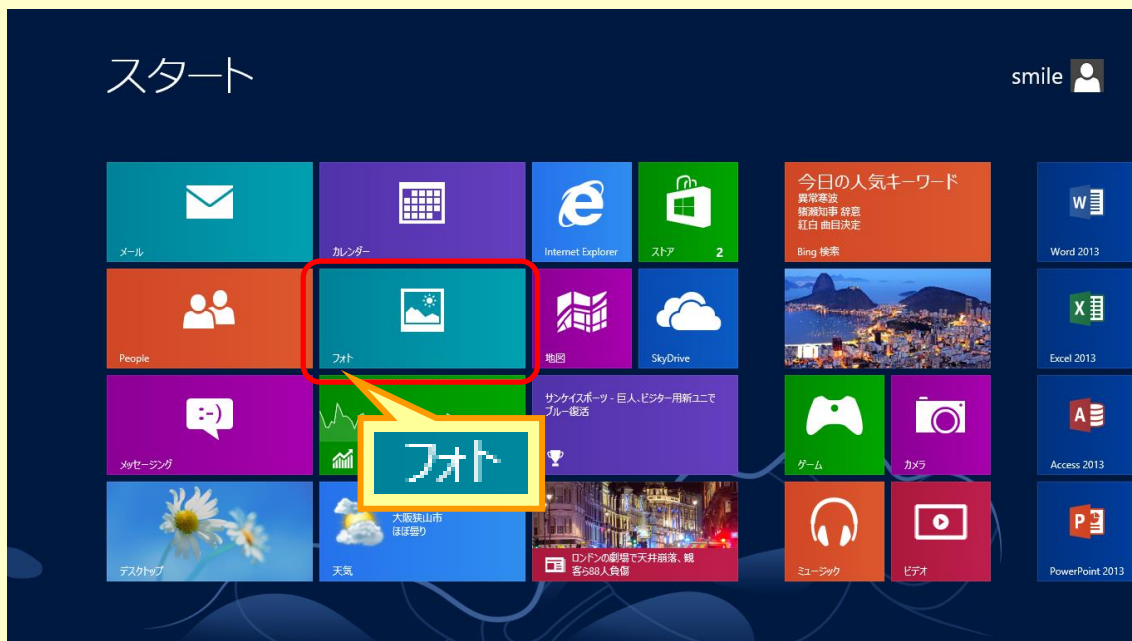 スタート
smile
メール
カレンダー
Internet Explorer
ストア 2
今日の人気キーワード
異常寒波
猪瀬知事 辞意
紅白 曲目決定
Bing 検索
Word 2013
People
フォト
地図
SkyDrive
Excel 2013
メッセージング
フォト
サンケイスポーツ - 巨人、ビジター用新ユニで
ブルー復活
ゲーム
カメラ
Access 2013
デスクトップ
大阪狭山市
ほぼ曇り
天気
ロンドンの劇場で天井崩落、観
客ら88人負傷
ミュージック
ビデオ
PowerPoint 2013